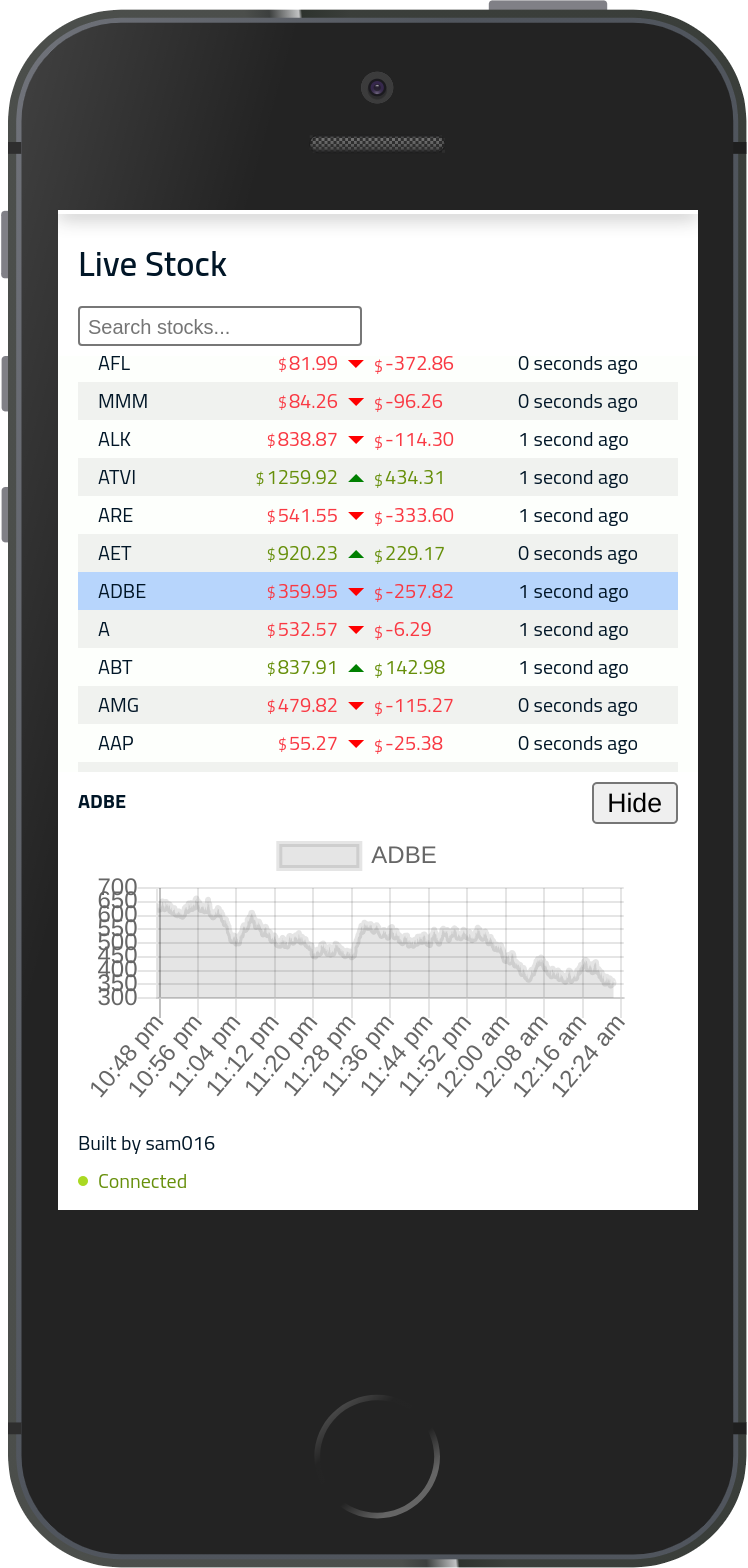 Live Stock
Search stocks...
AFL $81.99 $-372.86 0 seconds ago
MMM $84.26 $-96.26 0 seconds ago
ALK $838.87 $-114.30 1 second ago
ATVI $1259.92 $434.31 1 second ago
ARE $541.55 $-333.60 1 second ago
AET $920.23 $229.17 0 seconds ago
ADBE $359.95 $-257.82 1 second ago
A $532.57 $-6.29 1 second ago
ABT $837.91 $142.98 1 second ago
AMG $479.82 $-115.27 0 seconds ago
AAP $55.27 $-25.38 0 seconds ago
ADBE Hide
ADBE
700
650
600
550
500
450
400
350
300
10:48 pm 10:56 pm 11:04 pm 11:12 pm 11:20 pm 11:28 pm 11:36 pm 11:44 pm 11:52 pm 12:00 am 12:08 am 12:16 am 12:24 am
Built by sam016
Connected